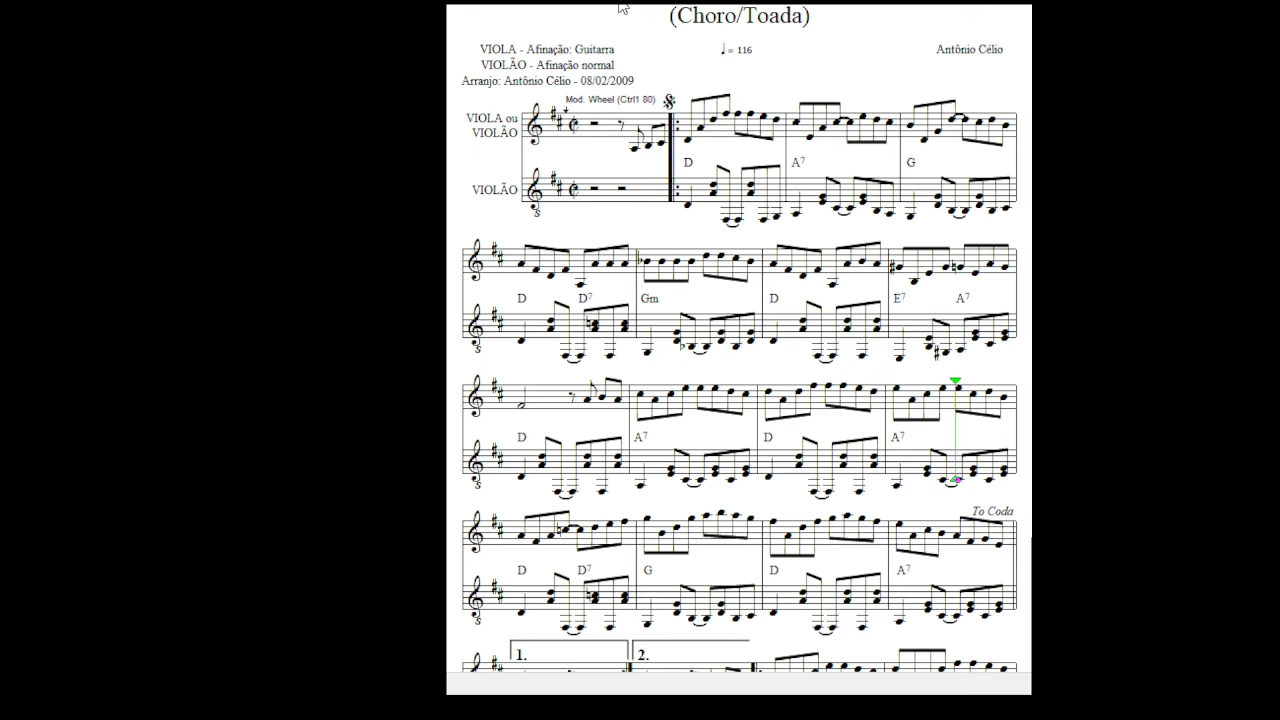 (Choro/Toada)
VIOLA - Afinação: Guitarra
♩ = 116
Antônio Célio
VIOLÃO - Afinação normal
Arranjo: Antônio Célio - 08/02/2009
Mod. Wheel (Ctrl1 80)
VIOLA ou
VIOLÃO
D A7 G
VIOLÃO
D D7 Gm D E7 A7
D A7 D A7
To Coda
D D7 G D A7
1. 2.